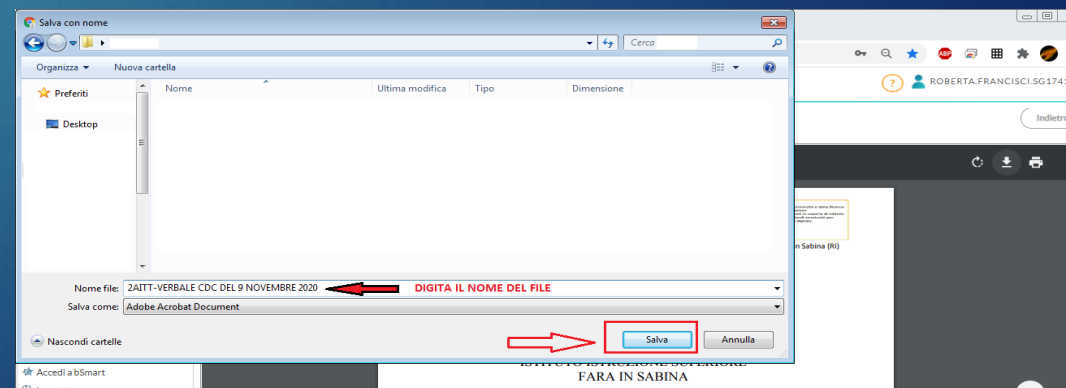 Salva con nome
Cerca
Organizza
Nuova cartella
Preferiti
Desktop
Nome
Ultima modifica
Tipo
Dimensione
Nome file:
2AITT-VERBALE CDC DEL 9 NOVEMBRE 2020
DIGITA IL NOME DEL FILE
Salva come:
Adobe Acrobat Document
Nascondi cartelle
Salva
Annulla
ABP
?
ROBERTA.FRANCISCI.SG1741
Indietro
in Sabina (RI)
ISTITUTO ISTRUZIONE SUPERIORE
FARA IN SABINA
Accedi a bSmart